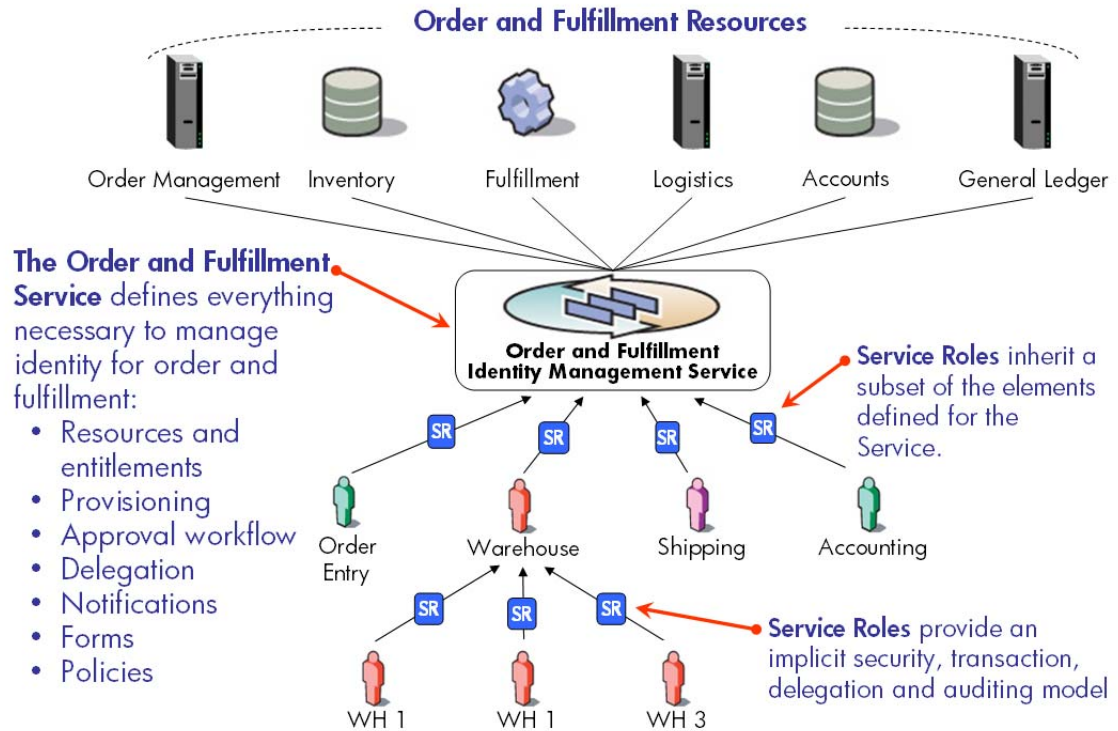 Order and Fulfillment Resources
Order Management
Inventory
Fulfillment
Logistics
Accounts
General Ledger
The Order and Fulfillment
Service defines everything
necessary to manage
identity for order and
fulfillment:
• Resources and
entitlements
• Provisioning
• Approval workflow
• Delegation
• Notifications
• Forms
• Policies
Order and Fulfillment
Identity Management Service
Service Roles inherit a
subset of the elements
defined for the
Service.
SR
SR
SR
SR
Order
Entry
Warehouse
Shipping
Accounting
SR
SR
SR
Service Roles provide an
implicit security, transaction,
delegation and auditing model
WH 1
WH 1
WH 3